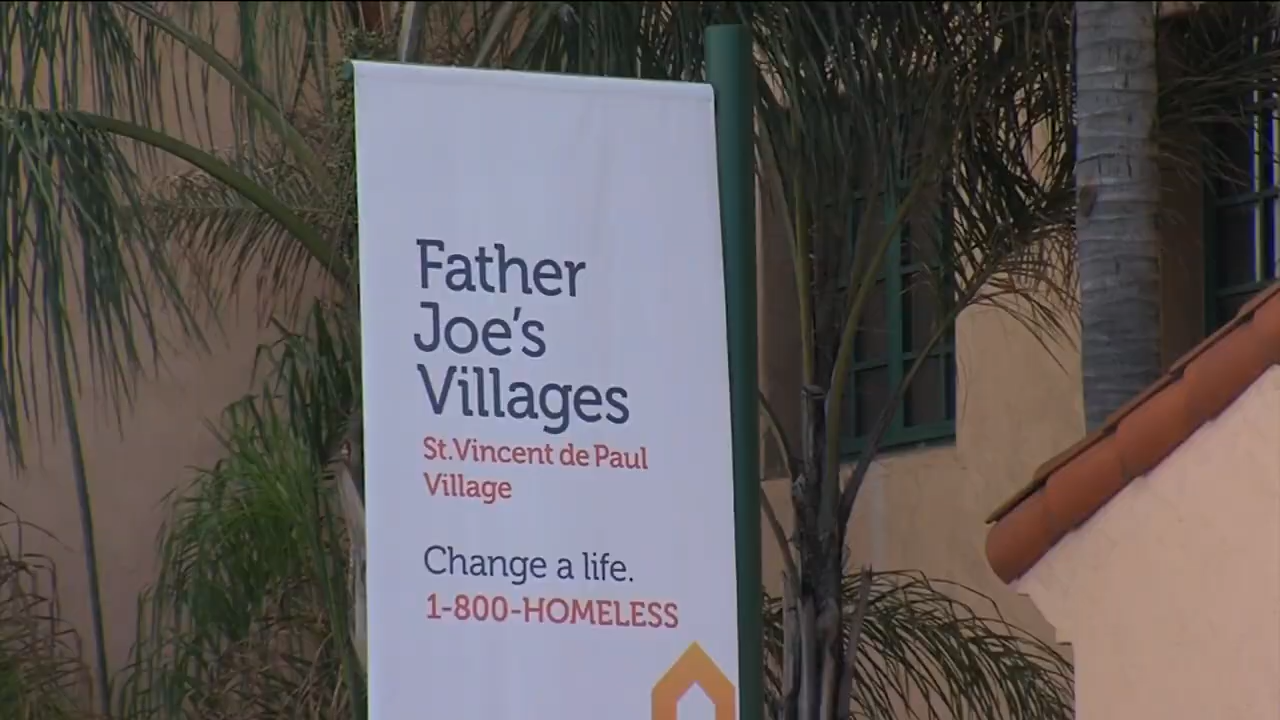 Father
Joe's
Villages
St.Vincent de Paul
Village
Change a life.
1-800-HOMELESS